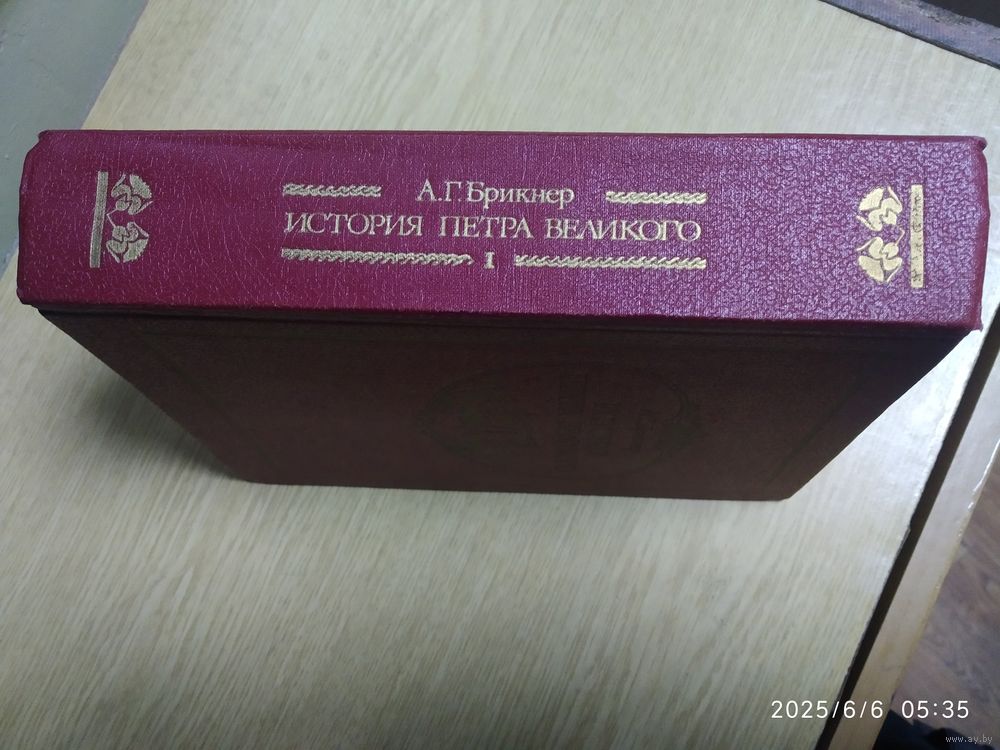 А.Г.Брикнер
ИСТОРИЯ ПЕТРА ВЕЛИКОГО
I
2025/6/6 05:35
www.ay.by